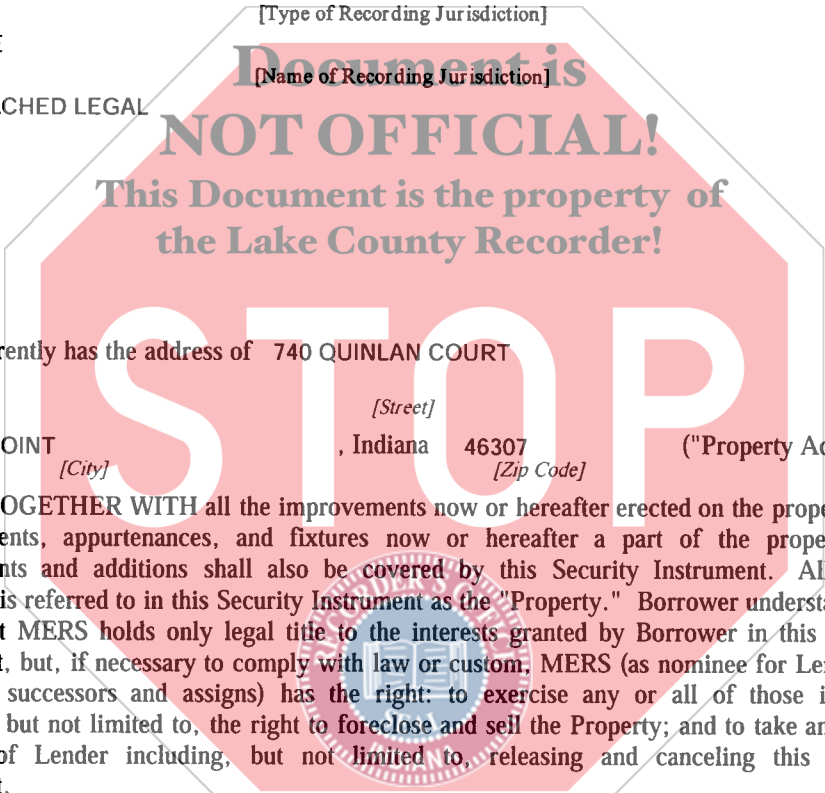 [Type of Recording Jurisdiction]
Document is
[Name of Recording Jurisdiction]
CHED LEGAL
NOT OFFICIAL!
This Document is the property of
the Lake County Recorder!
STOP
rently has the address of 740 QUINLAN COURT
[Street]
OINT , Indiana 46307 ("Property Ad
[City] [Zip Code]
OGETHER WITH all the improvements now or hereafter erected on the prope
ents, appurtenances, and fixtures now or hereafter a part of the prope
nts and additions shall also be covered by this Security Instrument. Al
is referred to in this Security Instrument as the "Property." Borrower understa
t MERS holds only legal title to the interests granted by Borrower in this
t, but, if necessary to comply with law or custom, MERS (as nominee for Len
successors and assigns) has the right: to exercise any or all of those i
but not limited to, the right to foreclose and sell the Property; and to take an
of Lender including, but not limited to, releasing and canceling this
t.
INDIANA